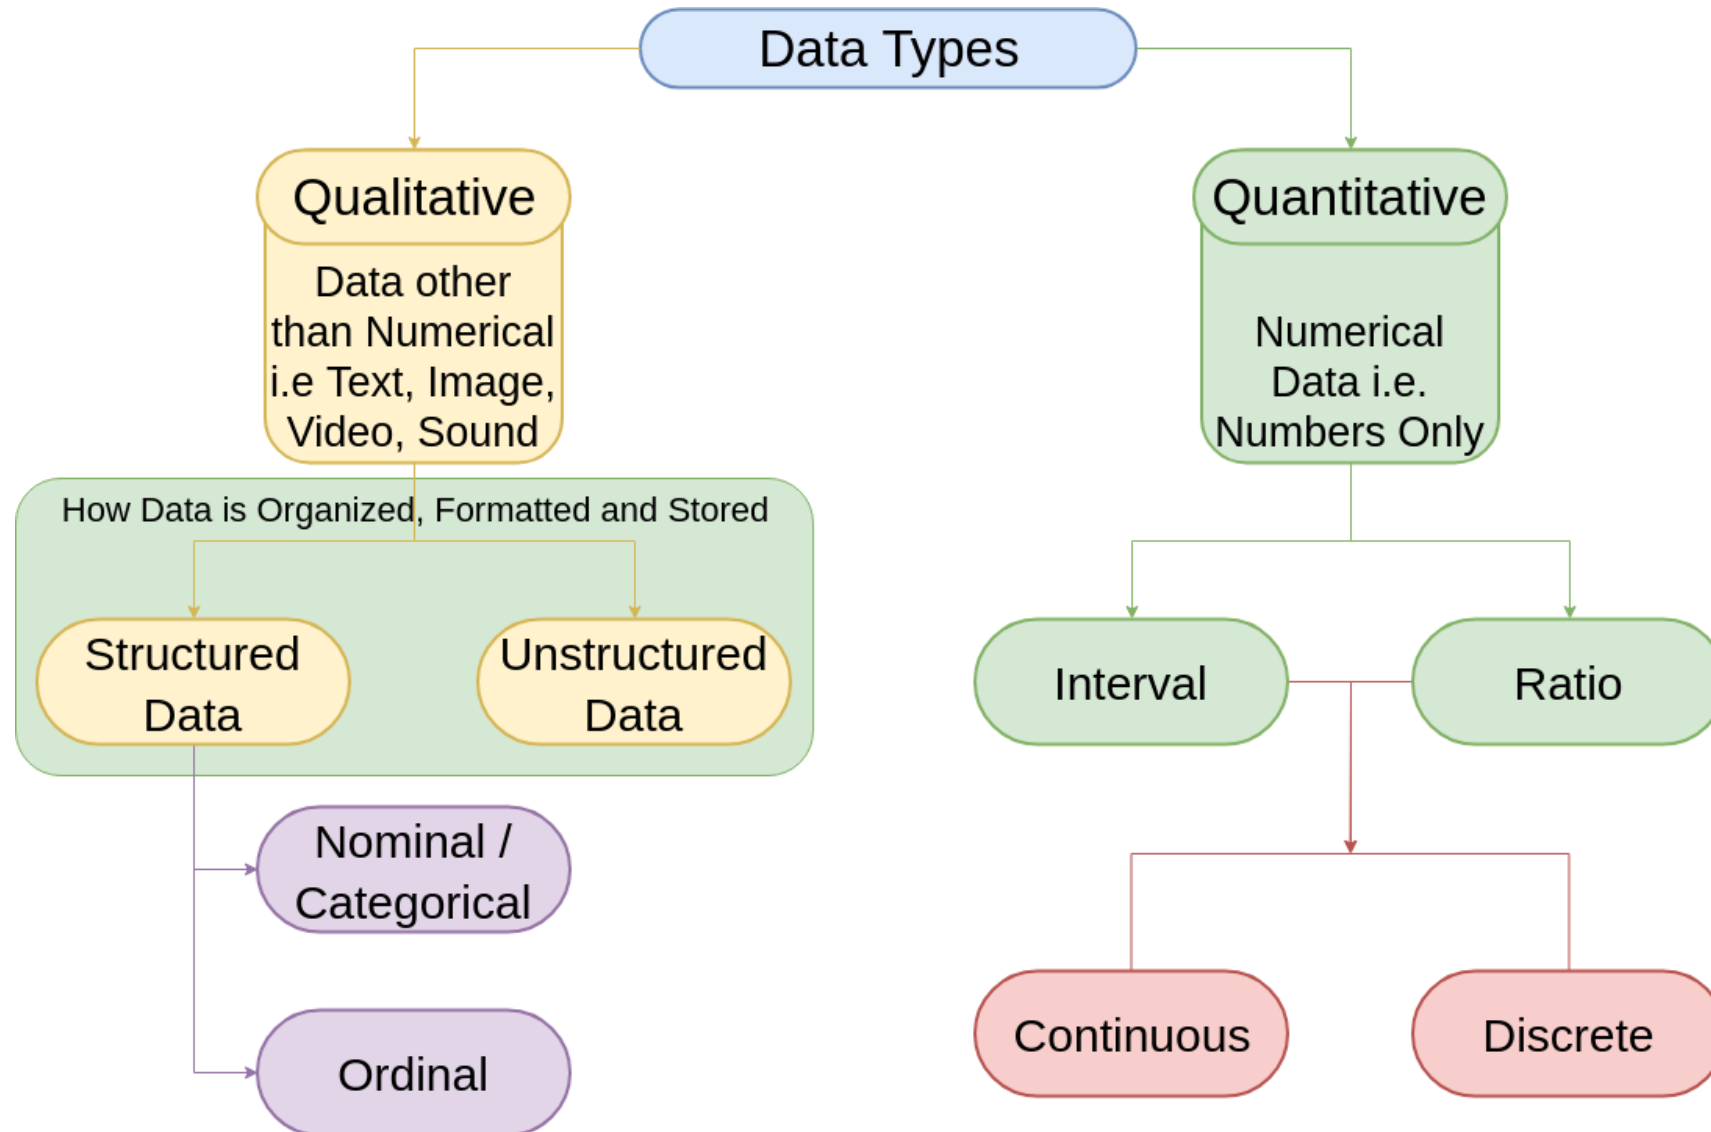 Data Types
Qualitative
Data other
than Numerical
i.e Text, Image,
Video, Sound
Quantitative
Numerical
Data i.e.
Numbers Only
How Data is Organized, Formatted and Stored
Structured
Data
Unstructured
Data
Interval
Ratio
Nominal /
Categorical
Ordinal
Continuous
Discrete